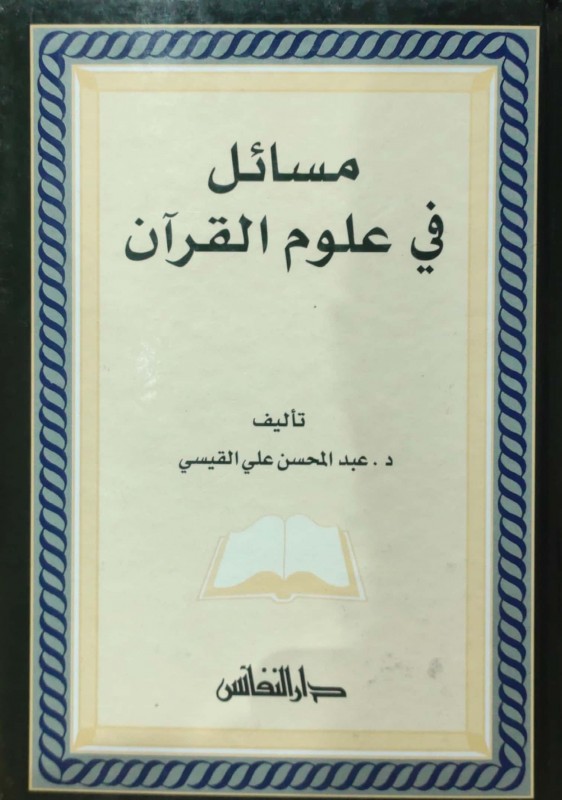 مسائل
في علوم القرآن
تأليف
د. عبد المحسن علي القيسي
دار النفائس